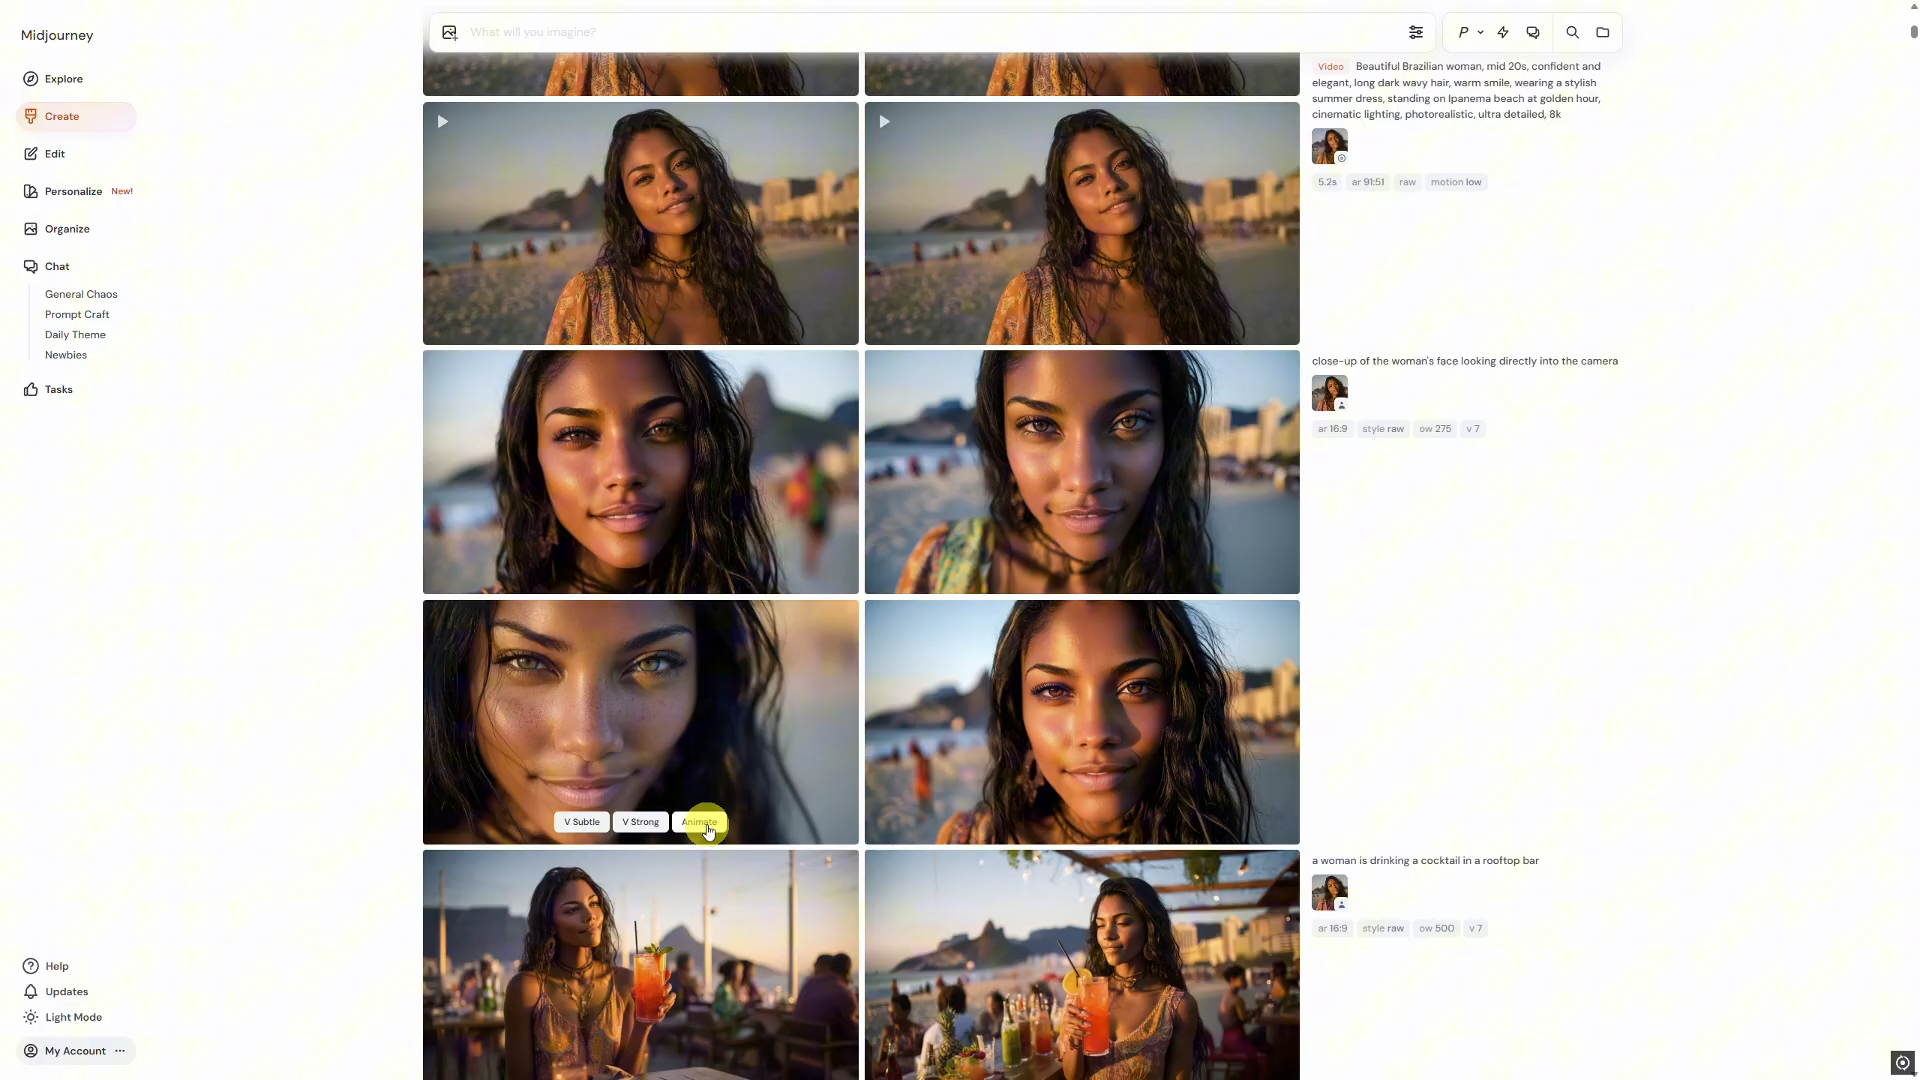 Midjourney
What will you imagine?
Explore
Create
Edit
Personalize New!
Organize
Chat
General Chaos
Prompt Craft
Daily Theme
Newbies
Tasks
Help
Updates
Light Mode
My Account
Video Beautiful Brazilian woman, mid 20s, confident and
elegant, long dark wavy hair, warm smile, wearing a stylish
summer dress, standing on Ipanema beach at golden hour,
cinematic lighting, photorealistic, ultra detailed, 8k
5.2s ar 91:51 raw motion low
close-up of the woman's face looking directly into the camera
ar 16:9 style raw ow 275 v 7
V Subtle V Strong Animate
a woman is drinking a cocktail in a rooftop bar
ar 16:9 style raw ow 500 v 7